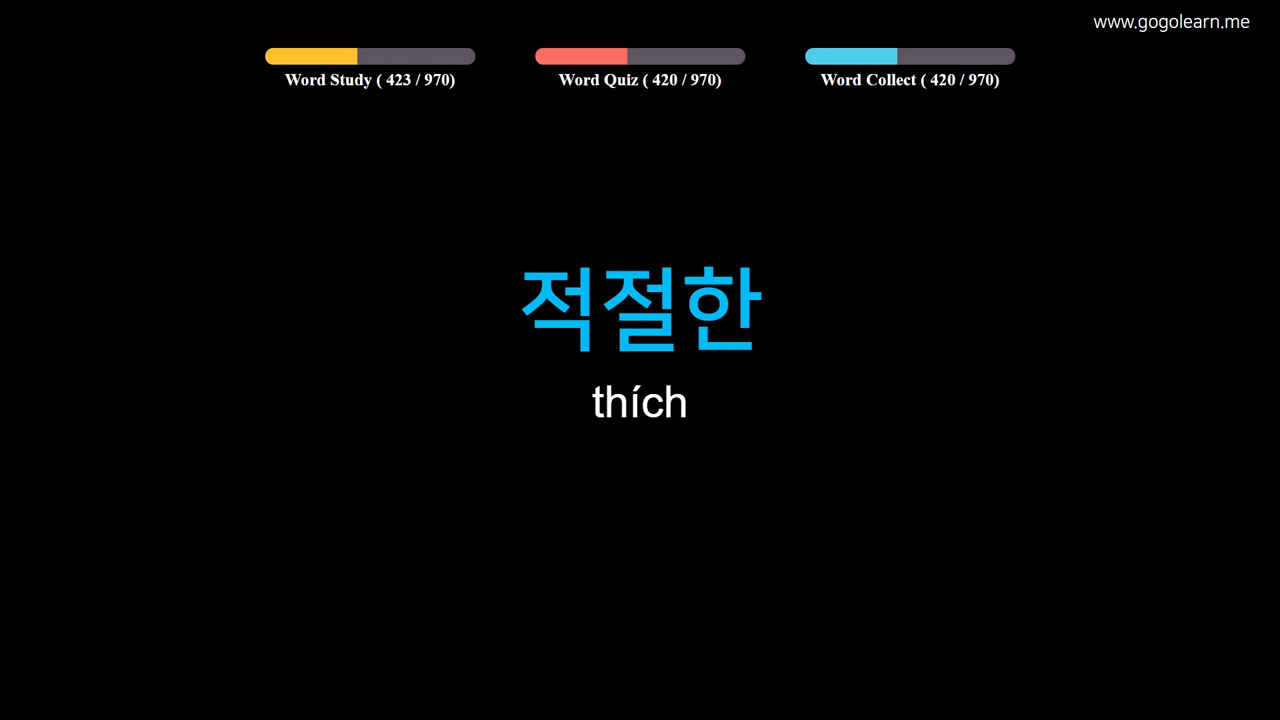 www.gogolearn.me
Word Study ( 423 / 970)
Word Quiz ( 420 / 970)
Word Collect ( 420 / 970)
적절한
thích